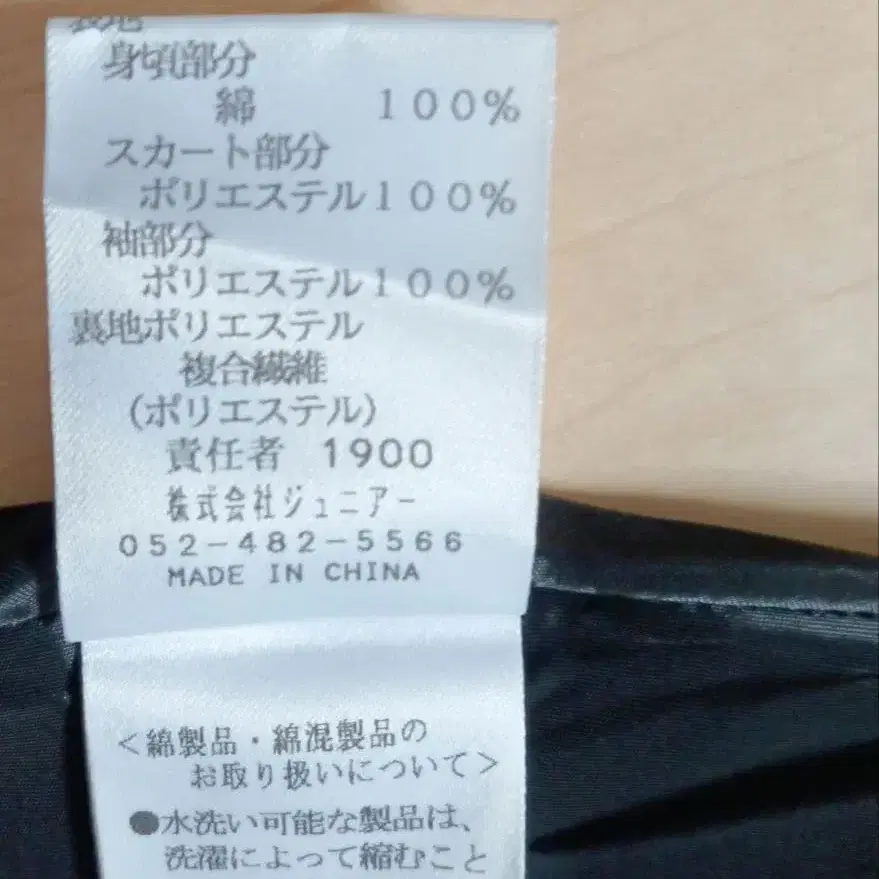 表地
身頃部分
綿 100%
スカート部分
ポリエステル100%
袖部分
ポリエステル100%
裏地ポリエステル
複合繊維
(ポリエステル)
責任者 1900
株式会社ジュニアー
052-482-5566
MADE IN CHINA
<綿製品・綿混製品の
お取り扱いについて>
●水洗い可能な製品は、
洗濯によって縮むこと